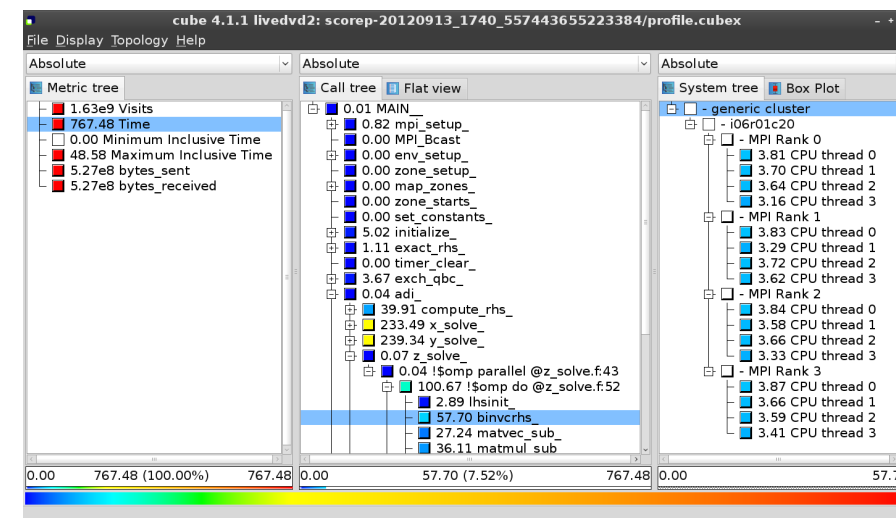 cube 4.1.1 livedvd2: scorep-20120913_1740_557443655223384/profile.cubex
File Display Topology Help
Absolute
Metric tree
1.63e9 Visits
767.48 Time
0.00 Minimum Inclusive Time
48.58 Maximum Inclusive Time
5.27e8 bytes_sent
5.27e8 bytes_received
0.00 767.48 (100.00%) 767.48
Absolute
Call tree Flat view
0.01 MAIN__
0.82 mpi_setup_
0.00 MPI_Bcast
0.00 env_setup_
0.00 zone_setup_
0.00 map_zones_
0.00 zone_starts_
0.00 set_constants_
5.02 initialize_
1.11 exact_rhs_
0.00 timer_clear_
3.67 exch_qbc_
0.04 adi_
39.91 compute_rhs_
233.49 x_solve_
239.34 y_solve_
0.07 z_solve_
0.04 !$omp parallel @z_solve.f:43
100.67 !$omp do @z_solve.f:52
2.89 lhsinit_
57.70 binvcrhs_
27.24 matvec_sub_
36.11 matmul_sub
0.00 57.70 (7.52%) 767.48
Absolute
System tree Box Plot
- generic cluster
- i06r01c20
- MPI Rank 0
3.81 CPU thread 0
3.70 CPU thread 1
3.64 CPU thread 2
3.16 CPU thread 3
- MPI Rank 1
3.83 CPU thread 0
3.29 CPU thread 1
3.72 CPU thread 2
3.62 CPU thread 3
- MPI Rank 2
3.84 CPU thread 0
3.58 CPU thread 1
3.66 CPU thread 2
3.33 CPU thread 3
- MPI Rank 3
3.87 CPU thread 0
3.66 CPU thread 1
3.59 CPU thread 2
3.41 CPU thread 3
0.00